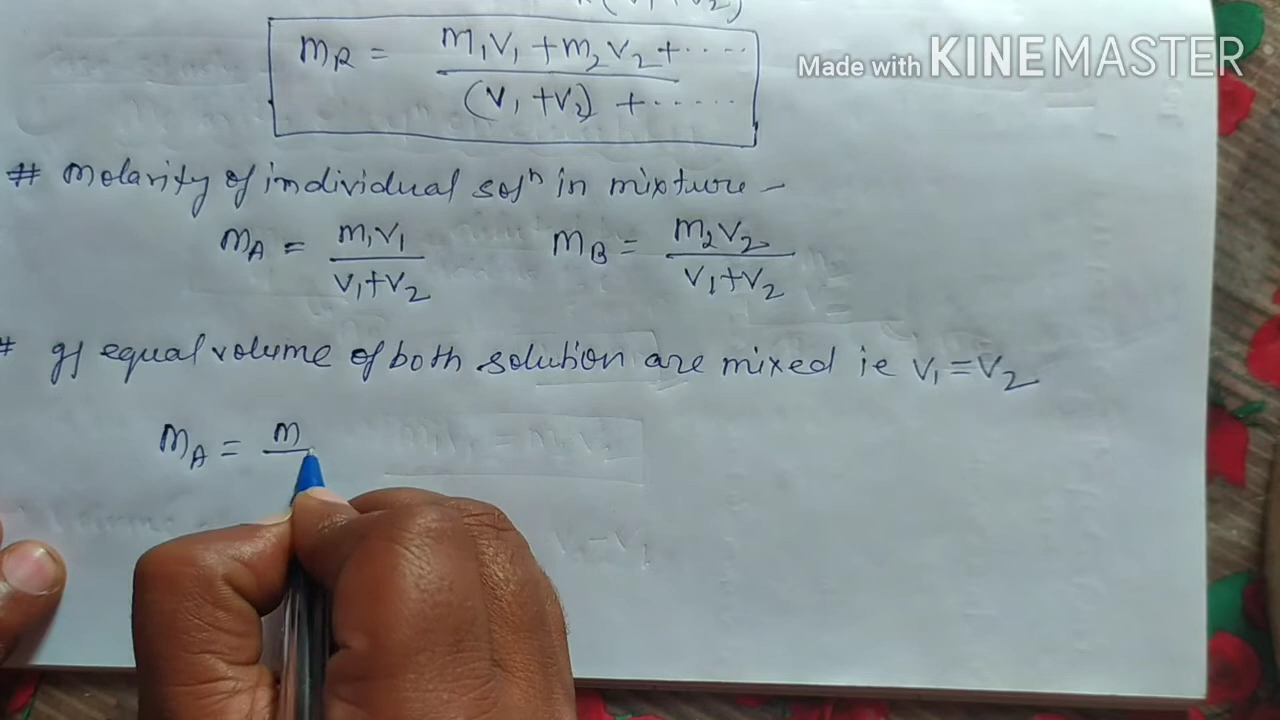 Made with KINEMASTER
MR = M1V1 + M2V2 + ....
(V1 + V2) + ......
# Molarity of individual solⁿ in mixture –
MA = M1V1 / V1+V2 MB = M2V2 / V1+V2
# If equal volume of both solution are mixed ie V1 = V2
MA = M